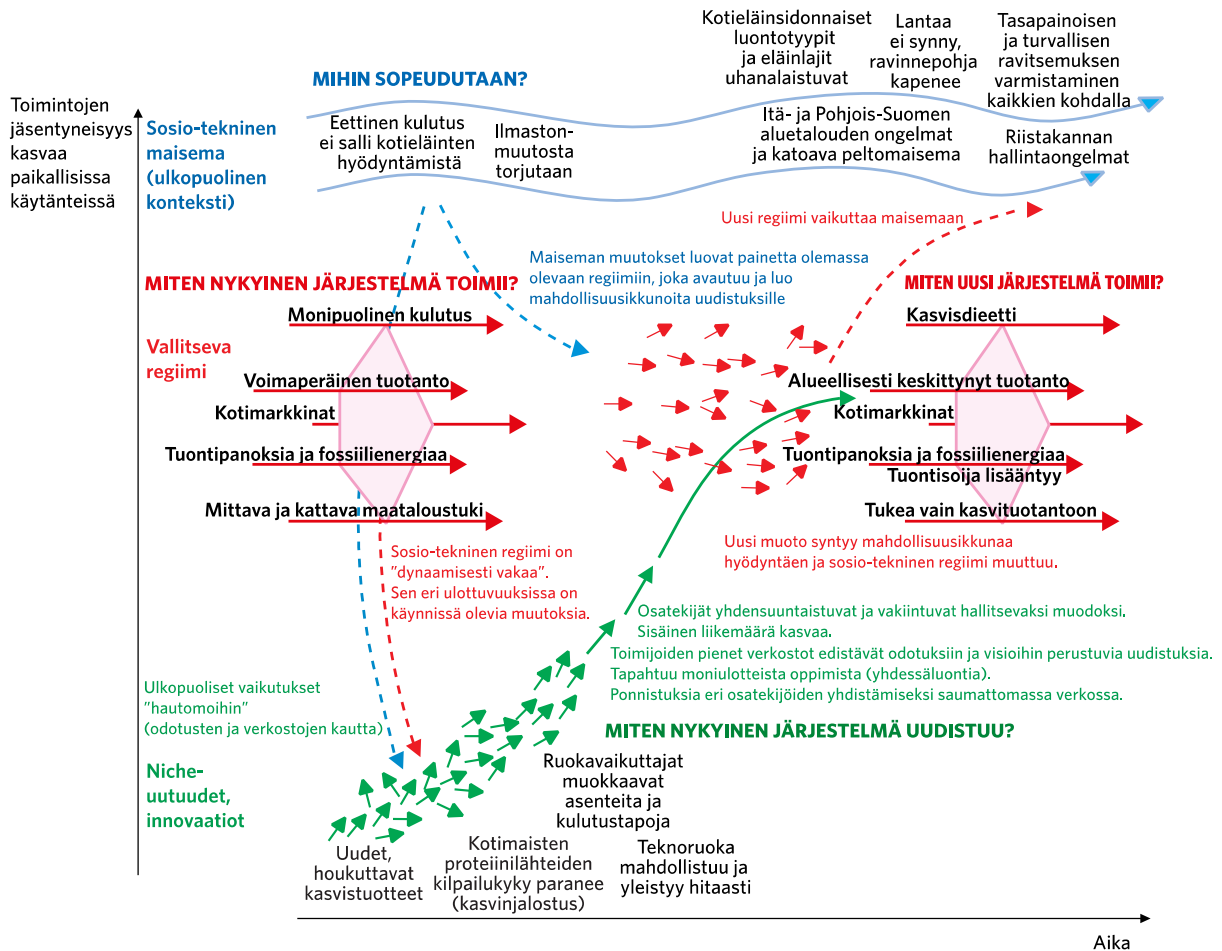 Toimintojen
jäsentyneisyys
kasvaa
paikallisissa
käytänteissä
Sosio-tekninen
maisema
(ulkopuolinen
konteksti)
MIHIN SOPEUDUTAAN?
Eettinen kulutus
ei salli kotieläinten
hyödyntämistä
Ilmaston-
muutosta
torjutaan
Kotieläinsidonnaiset
luontotyypit
ja eläinlajit
uhanalaistuvat
Lantaa
ei synny,
ravinnepohja
kapenee
Tasapainoisen
ja turvallisen
ravitsemuksen
varmistaminen
kaikkien kohdalla
Itä- ja Pohjois-Suomen
aluetalouden ongelmat
ja katoava peltomaisema
Riistakannan
hallintaongelmat
Uusi regiimi vaikuttaa maisemaan
Maiseman muutokset luovat painetta olemassa
olevaan regiimiin, joka avautuu ja luo
mahdollisuusikkunoita uudistuksille
MITEN NYKYINEN JÄRJESTELMÄ TOIMII?
Vallitseva
regiimi
Monipuolinen kulutus
Voimaperäinen tuotanto
Kotimarkkinat
Tuontipanoksia ja fossiilienergiaa
Mittava ja kattava maataloustuki
MITEN UUSI JÄRJESTELMÄ TOIMII?
Kasvisdieetti
Alueellisesti keskittynyt tuotanto
Kotimarkkinat
Tuontipanoksia ja fossiilienergiaa
Tuontisoija lisääntyy
Tukea vain kasvituotantoon
Sosio-tekninen regiimi on
"dynaamisesti vakaa".
Sen eri ulottuvuuksissa on
käynnissä olevia muutoksia.
Uusi muoto syntyy mahdollisuusikkunaa
hyödyntäen ja sosio-tekninen regiimi muuttuu.
Osatekijät yhdensuuntaistuvat ja vakiintuvat hallitsevaksi muodoksi.
Sisäinen liikemäärä kasvaa.
Toimijoiden pienet verkostot edistävät odotuksiin ja visioihin perustuvia uudistuksia.
Tapahtuu moniulotteista oppimista (yhdessäluontia).
Ponnistuksia eri osatekijöiden yhdistämiseksi saumattomassa verkossa.
Ulkopuoliset vaikutukset
"hautomoihin"
(odotusten ja verkostojen kautta)
MITEN NYKYINEN JÄRJESTELMÄ UUDISTUU?
Niche-
uutuudet,
innovaatiot
Ruokavaikuttajat
muokkaavat
asenteita ja
kulutustapoja
Uudet,
houkuttavat
kasvistuotteet
Kotimaisten
proteiinilähteiden
kilpailukyky paranee
(kasvinjalostus)
Teknoruoka
mahdollistuu ja
yleistyy hitaasti
Aika